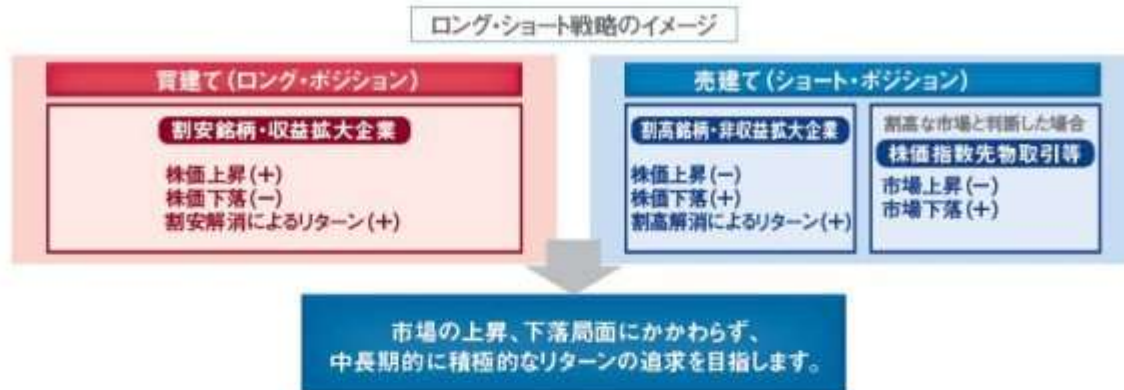 ロング・ショート戦略のイメージ
買建て(ロング・ポジション)
割安銘柄・収益拡大企業
株価上昇(+)
株価下落(-)
割安解消によるリターン(+)
売建て(ショート・ポジション)
割高銘柄・非収益拡大企業
株価上昇(-)
株価下落(+)
割高解消によるリターン(+)
割高な市場と判断した場合
株価指数先物取引等
市場上昇(-)
市場下落(+)
市場の上昇、下落局面にかかわらず、
中長期的に積極的なリターンの追求を目指します。